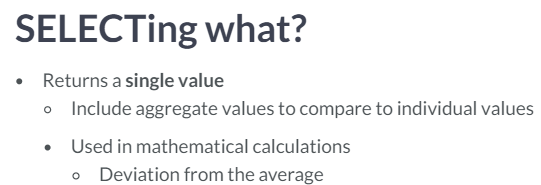 SELECTing what?
• Returns a single value
◦ Include aggregate values to compare to individual values
• Used in mathematical calculations
◦ Deviation from the average